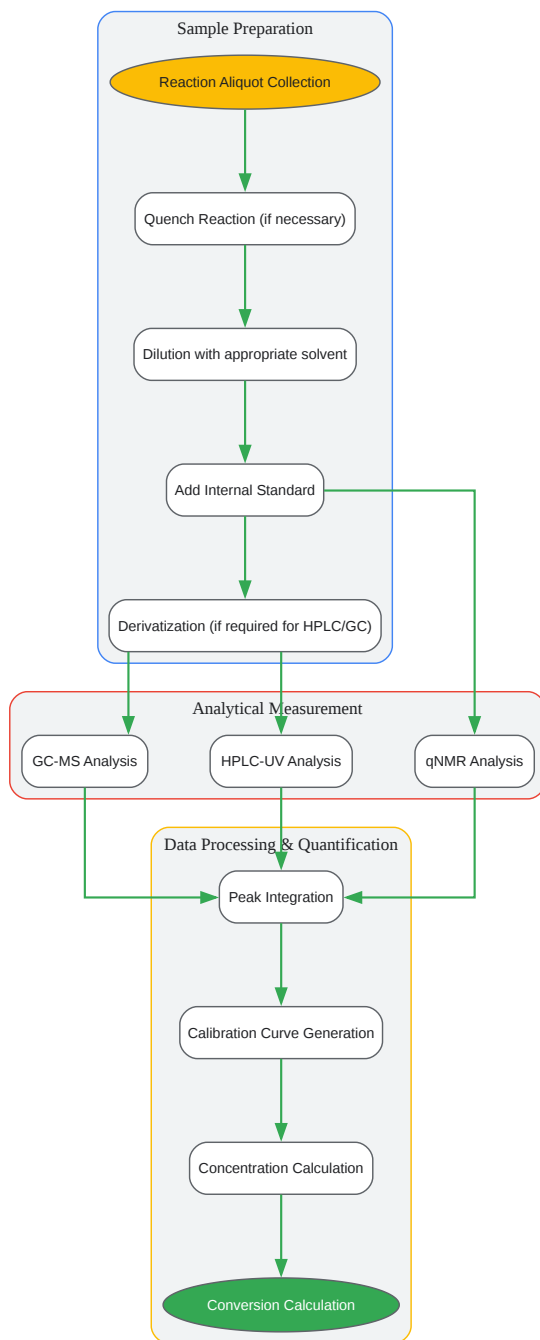 Sample Preparation
Reaction Aliquot Collection
Quench Reaction (if necessary)
Dilution with appropriate solvent
Add Internal Standard
Derivatization (if required for HPLC/GC)
Analytical Measurement
GC-MS Analysis
HPLC-UV Analysis
qNMR Analysis
Data Processing & Quantification
Peak Integration
Calibration Curve Generation
Concentration Calculation
Conversion Calculation